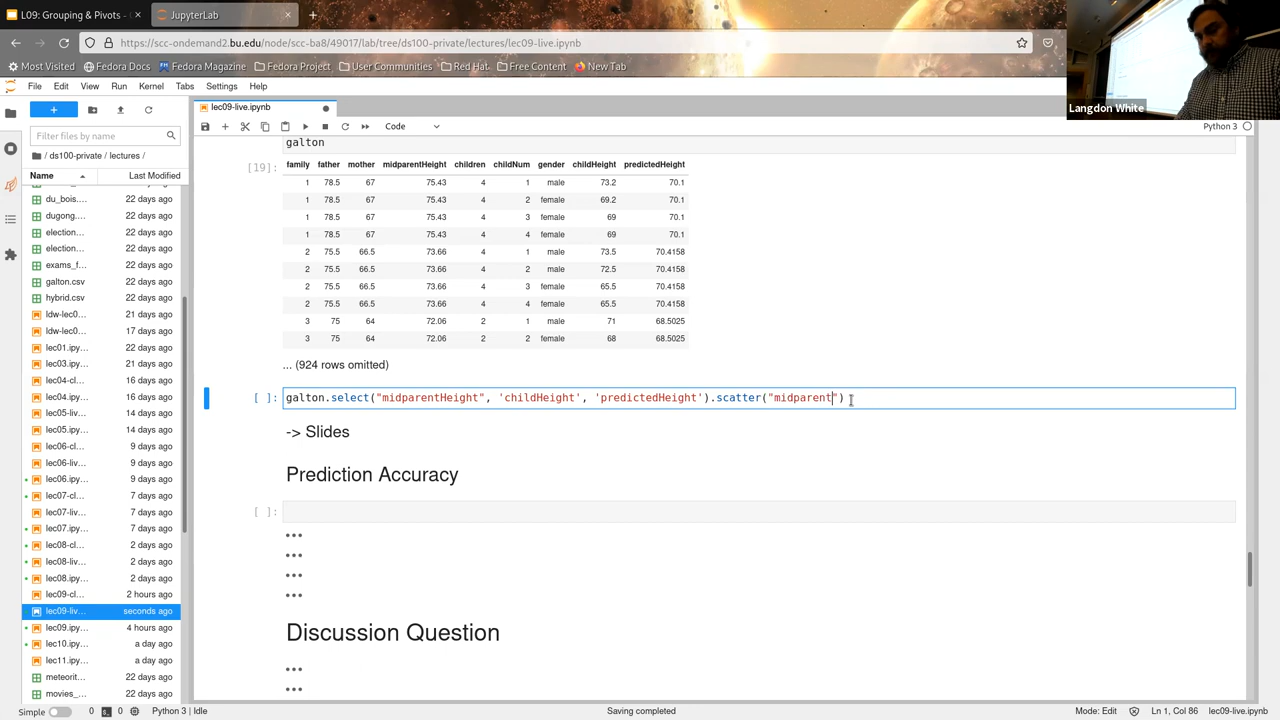 L09: Grouping & Pivots -
JupyterLab
https://scc-ondemand2.bu.edu/node/scc-ba8/49017/lab/tree/ds100-private/lectures/lec09-live.ipynb
Most Visited Fedora Docs Fedora Magazine Fedora Project User Communities Red Hat Free Content New Tab
Langdon White
File Edit View Run Kernel Tabs Settings Help
lec09-live.ipynb
Code
Python 3
Filter files by name
/ ds100-private / lectures /
Name Last Modified
du_bois.... 22 days ago
dugong.... 22 days ago
election... 22 days ago
election... 22 days ago
exams_f... 22 days ago
galton.csv 22 days ago
hybrid.csv 22 days ago
ldw-lec0... 21 days ago
ldw-lec0... 17 days ago
lec01.ipy... 22 days ago
lec03.ipy... 21 days ago
lec04-cl... 16 days ago
lec04.ipy... 16 days ago
lec05-liv... 14 days ago
lec05.ipy... 14 days ago
lec06-cl... 9 days ago
lec06-liv... 9 days ago
lec06.ipy... 9 days ago
lec07-cl... 7 days ago
lec07-liv... 7 days ago
lec07.ipy... 7 days ago
lec08-cl... 2 days ago
lec08-liv... 2 days ago
lec08.ipy... 2 days ago
lec09-cl... 2 hours ago
lec09-liv... seconds ago
lec09.ipy... 4 hours ago
lec10.ipy... a day ago
lec11.ipy... a day ago
meteorit... 22 days ago
movies_... 22 days ago
galton
[19]:
family father mother midparentHeight children childNum gender childHeight predictedHeight
1 78.5 67 75.43 4 1 male 73.2 70.1
1 78.5 67 75.43 4 2 female 69.2 70.1
1 78.5 67 75.43 4 3 female 69 70.1
1 78.5 67 75.43 4 4 female 69 70.1
2 75.5 66.5 73.66 4 1 male 73.5 70.4158
2 75.5 66.5 73.66 4 2 male 72.5 70.4158
2 75.5 66.5 73.66 4 3 female 65.5 70.4158
2 75.5 66.5 73.66 4 4 female 65.5 70.4158
3 75 64 72.06 2 1 male 71 68.5025
3 75 64 72.06 2 2 female 68 68.5025
... (924 rows omitted)
[ ]: galton.select("midparentHeight", 'childHeight', 'predictedHeight').scatter("midparent")
-> Slides
Prediction Accuracy
[ ]:
Discussion Question
Simple 0 0 Python 3 | Idle Saving completed Mode: Edit Ln 1, Col 86 lec09-live.ipynb